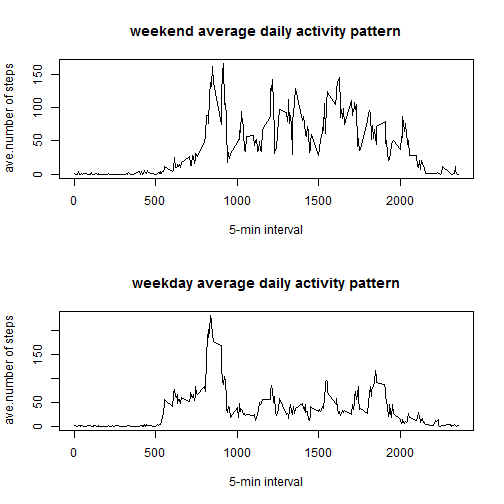 weekend average daily activity pattern
ave.number of steps
0 50 100 150
0 500 1000 1500 2000
5-min interval
weekday average daily activity pattern
ave.number of steps
0 50 150
0 500 1000 1500 2000
5-min interval